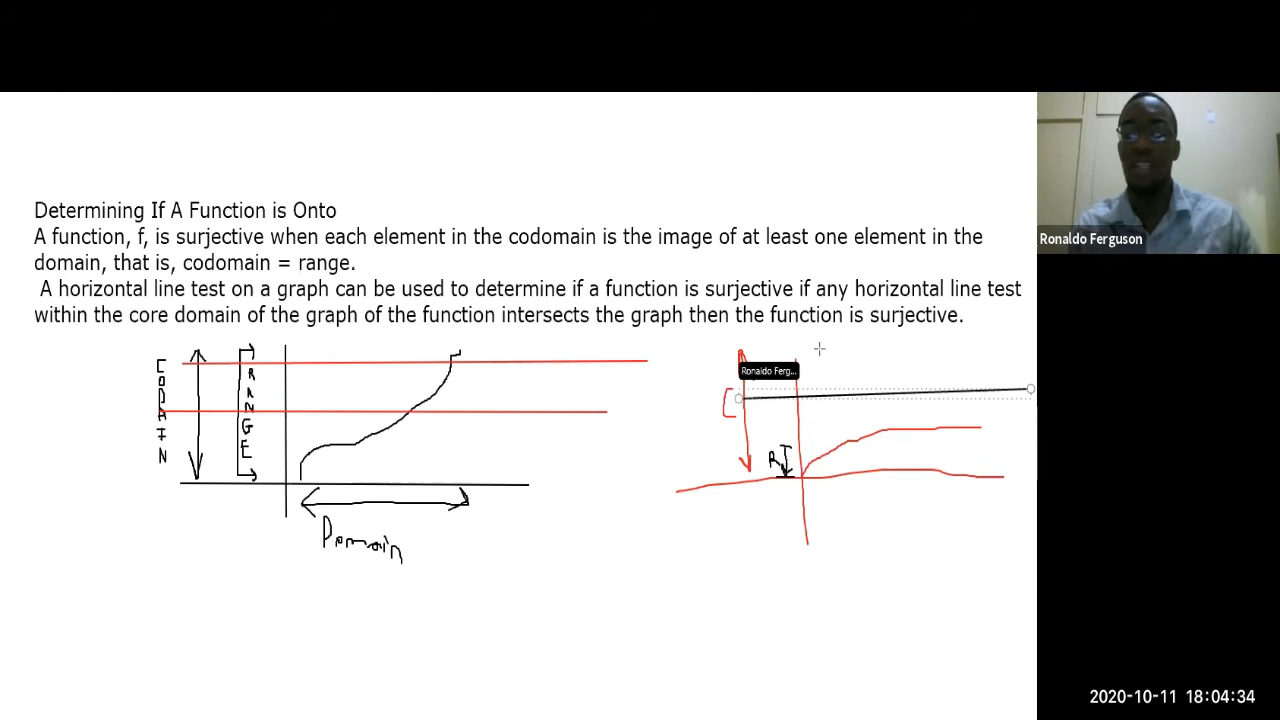 Ronaldo Ferguson
Determining If A Function is Onto
A function, f, is surjective when each element in the codomain is the image of at least one element in the
domain, that is, codomain = range.
A horizontal line test on a graph can be used to determine if a function is surjective if any horizontal line test
within the core domain of the graph of the function intersects the graph then the function is surjective.
RANGE
Domain
Ronaldo Ferg...
C
R
2020-10-11 18:04:34